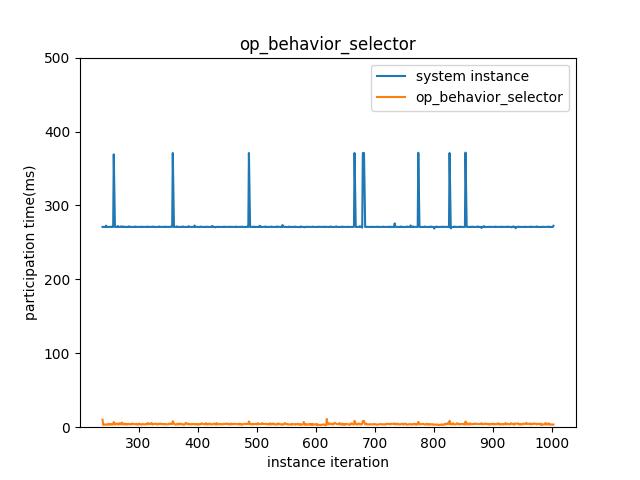 op_behavior_selector
system instance
op_behavior_selector
participation time(ms)
500
400
300
200
100
0
300 400 500 600 700 800 900 1000
instance iteration